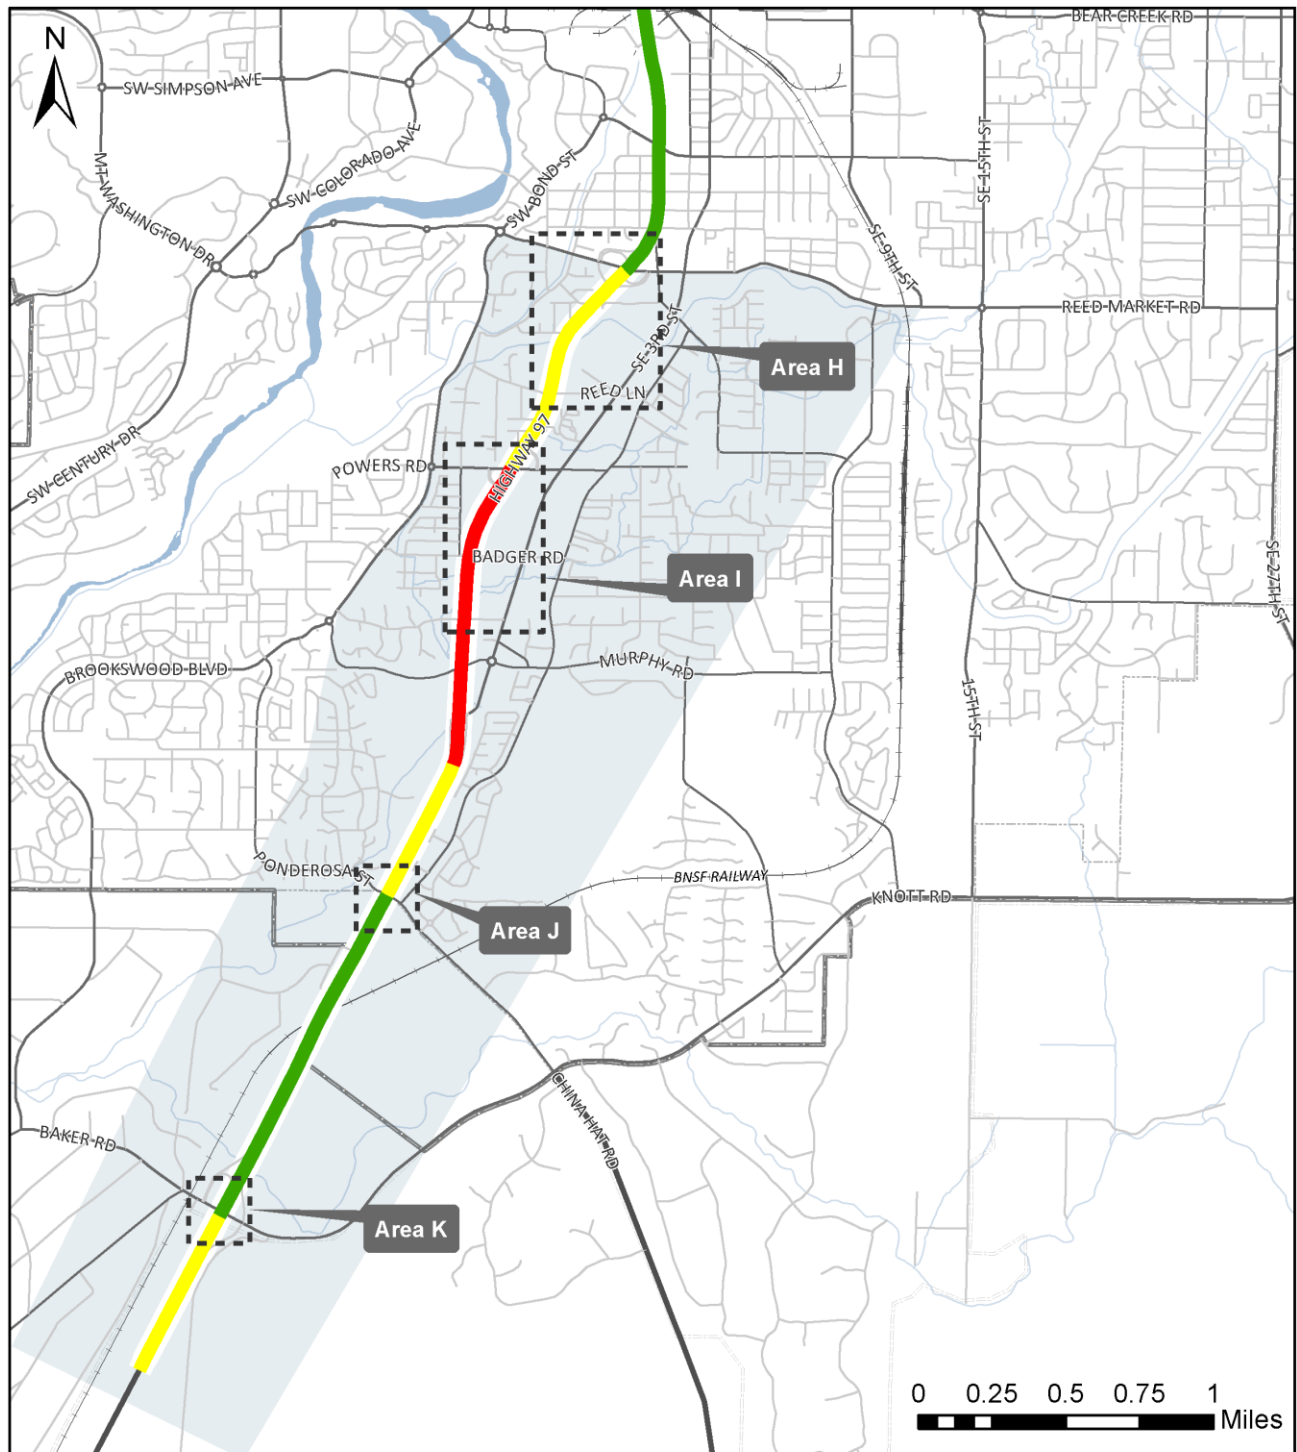 BEAR CREEK RD
N
SW SIMPSON AVE
SW COLORADO AVE
MT WASHINGTON DR
SW BOND ST
SE 15TH ST
SE 9TH ST
REED MARKET RD
SE 3RD ST
Area H
REED LN
HIGHWAY 97
SW CENTURY DR
POWERS RD
BADGER RD
Area I
SE 27TH ST
BROOKSWOOD BLVD
MURPHY RD
15TH ST
PONDEROSA ST
BNSF RAILWAY
KNOTT RD
Area J
CHINA HAT RD
BAKER RD
Area K
0 0.25 0.5 0.75 1
Miles